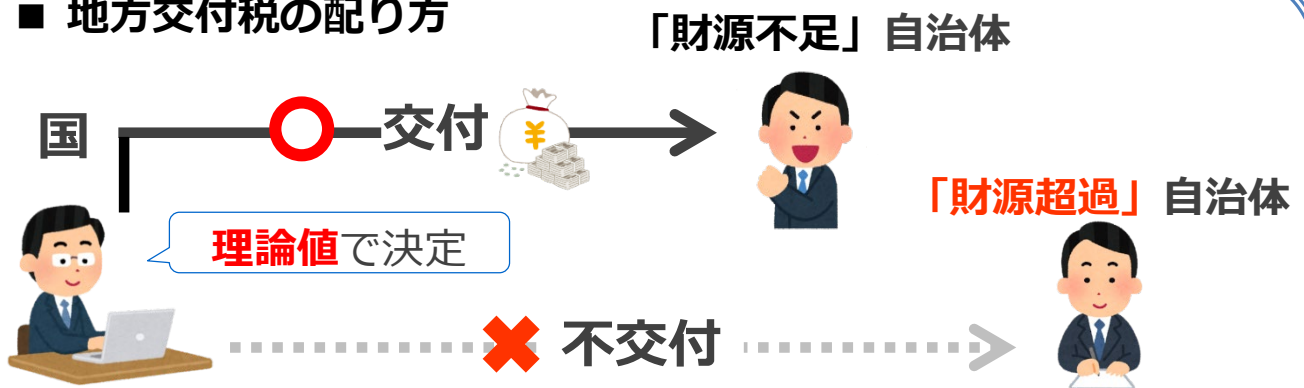 ■ 地方交付税の配り方
「財源不足」自治体
国
交付
¥
「財源超過」自治体
理論値で決定
不交付